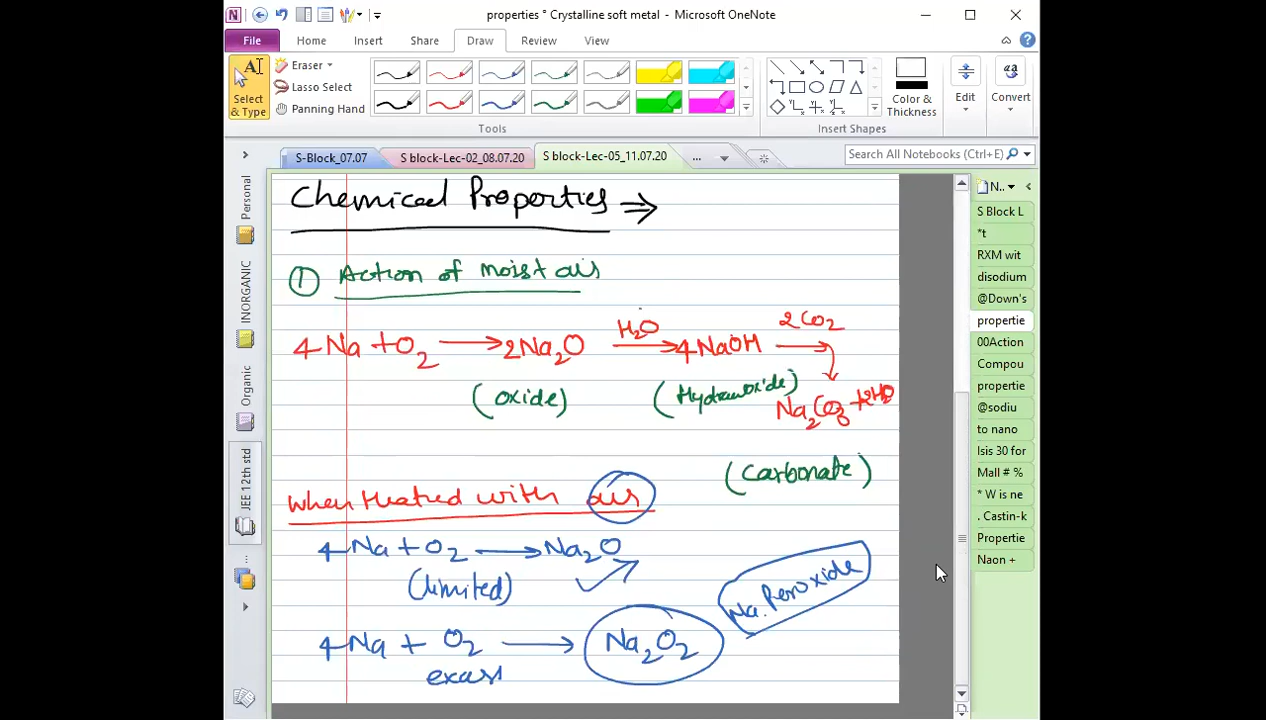 properties ° Crystalline soft metal - Microsoft OneNote
File Home Insert Share Draw Review View
Select & Type
Eraser
Lasso Select
Panning Hand
Tools
Insert Shapes
Color & Thickness
Edit
Convert
S-Block_07.07
S block-Lec-02_08.07.20
S block-Lec-05_11.07.20
...
Search All Notebooks (Ctrl+E)
Personal
INORGANIC
Organic
JEE 12th std
N..
S Block L
*t
RXM wit
disodium
@Down's
propertie
00Action
Compou
propertie
@sodiu
to nano
Isis 30 for
Mall # %
* W is ne
. Castin-k
Propertie
Naon +
Chemical Properties ⇒
① Action of moist air
4Na + O2 → 2Na2O →H2O 4NaOH →2CO2
(oxide) (Hydrooxide) Na2CO3 + 2H2O
(Carbonate)
When treated with air
4Na + O2 → Na2O
(limited)
Na. Peroxide
4Na + O2 → Na2O2